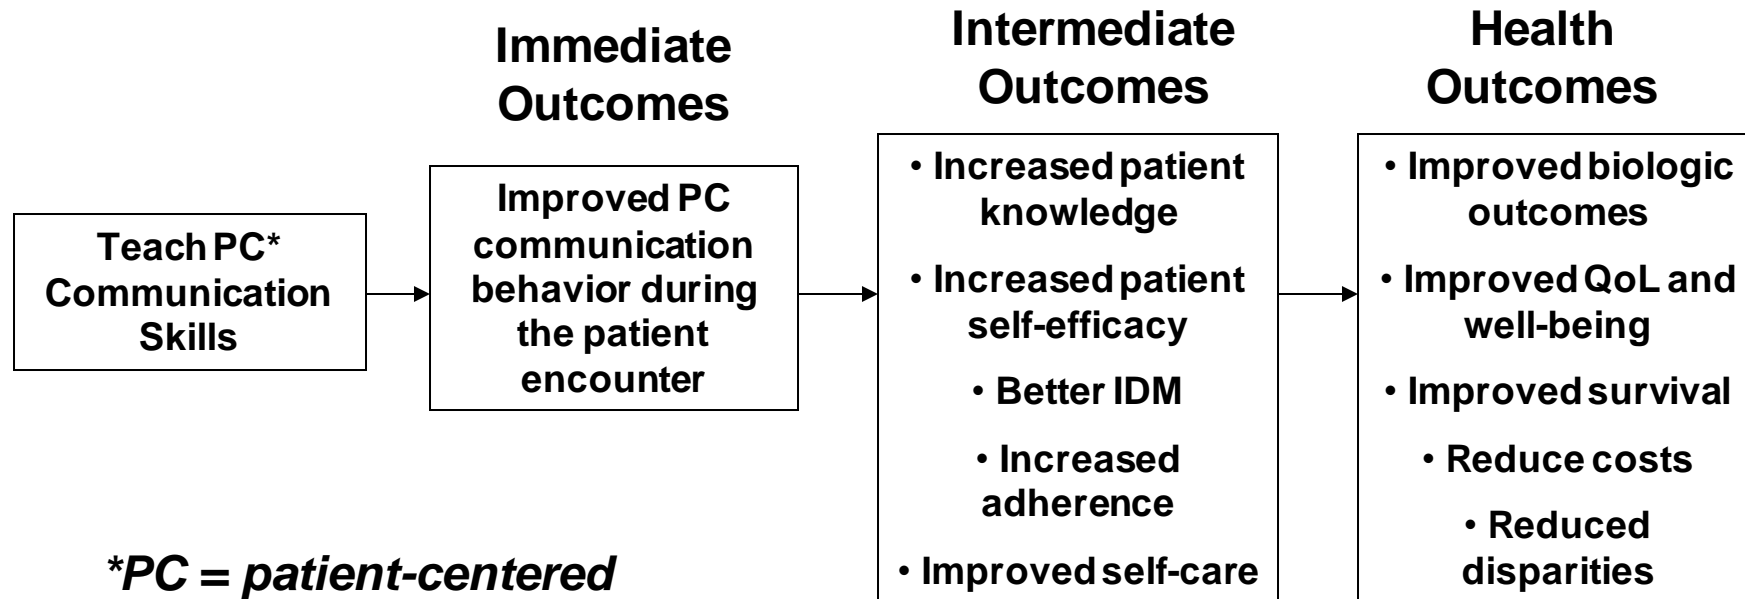 Immediate
Outcomes
Intermediate
Outcomes
Health
Outcomes
Teach PC*
Communication
Skills
Improved PC
communication
behavior during
the patient
encounter
• Increased patient
knowledge
• Increased patient
self-efficacy
• Better IDM
• Increased
adherence
• Improved self-care
• Improved biologic
outcomes
• Improved QoL and
well-being
• Improved survival
• Reduce costs
• Reduced
disparities
*PC = patient-centered